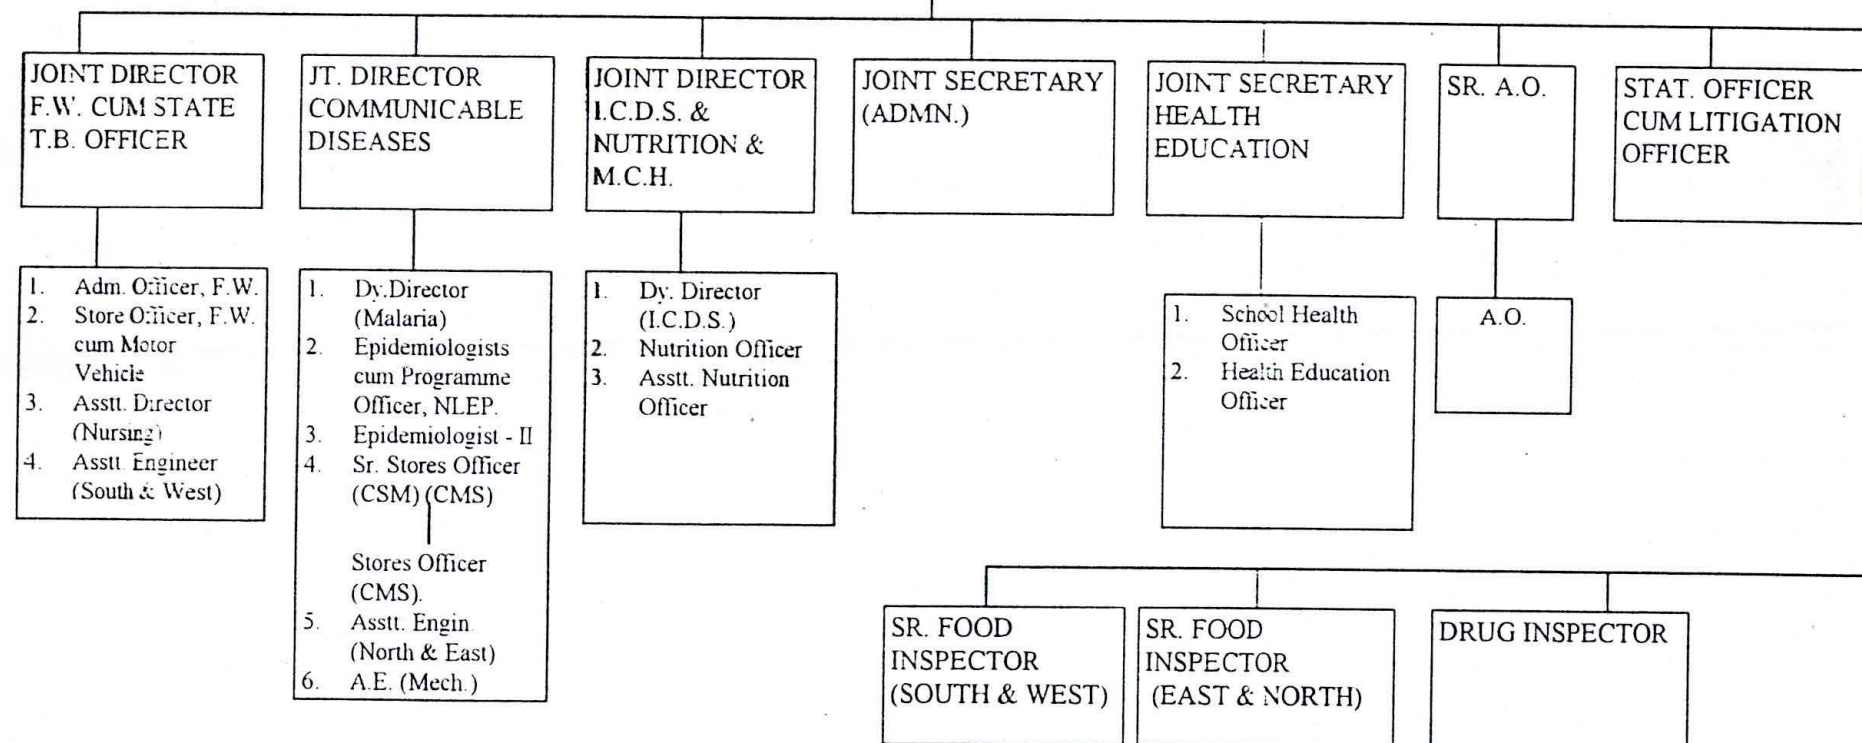 JOINT DIRECTOR
F.W. CUM STATE
T.B. OFFICER
JT. DIRECTOR
COMMUNICABLE
DISEASES
JOINT DIRECTOR
I.C.D.S. &
NUTRITION &
M.C.H.
JOINT SECRETARY
(ADMN.)
JOINT SECRETARY
HEALTH
EDUCATION
SR. A.O.
STAT. OFFICER
CUM LITIGATION
OFFICER
1. Adm. Officer, F.W.
2. Store Officer, F.W.
cum Motor
Vehicle
3. Asstt. Director
(Nursing)
4. Asstt. Engineer
(South & West)
1. Dy.Director
(Malaria)
2. Epidemiologists
cum Programme
Officer, NLEP.
3. Epidemiologist - II
4. Sr. Stores Officer
(CSM) (CMS)
Stores Officer
(CMS).
5. Asstt. Engin.
(North & East)
6. A.E. (Mech.)
1. Dy. Director
(I.C.D.S.)
2. Nutrition Officer
3. Asstt. Nutrition
Officer
1. School Health
Officer
2. Health Education
Officer
A.O.
SR. FOOD
INSPECTOR
(SOUTH & WEST)
SR. FOOD
INSPECTOR
(EAST & NORTH)
DRUG INSPECTOR